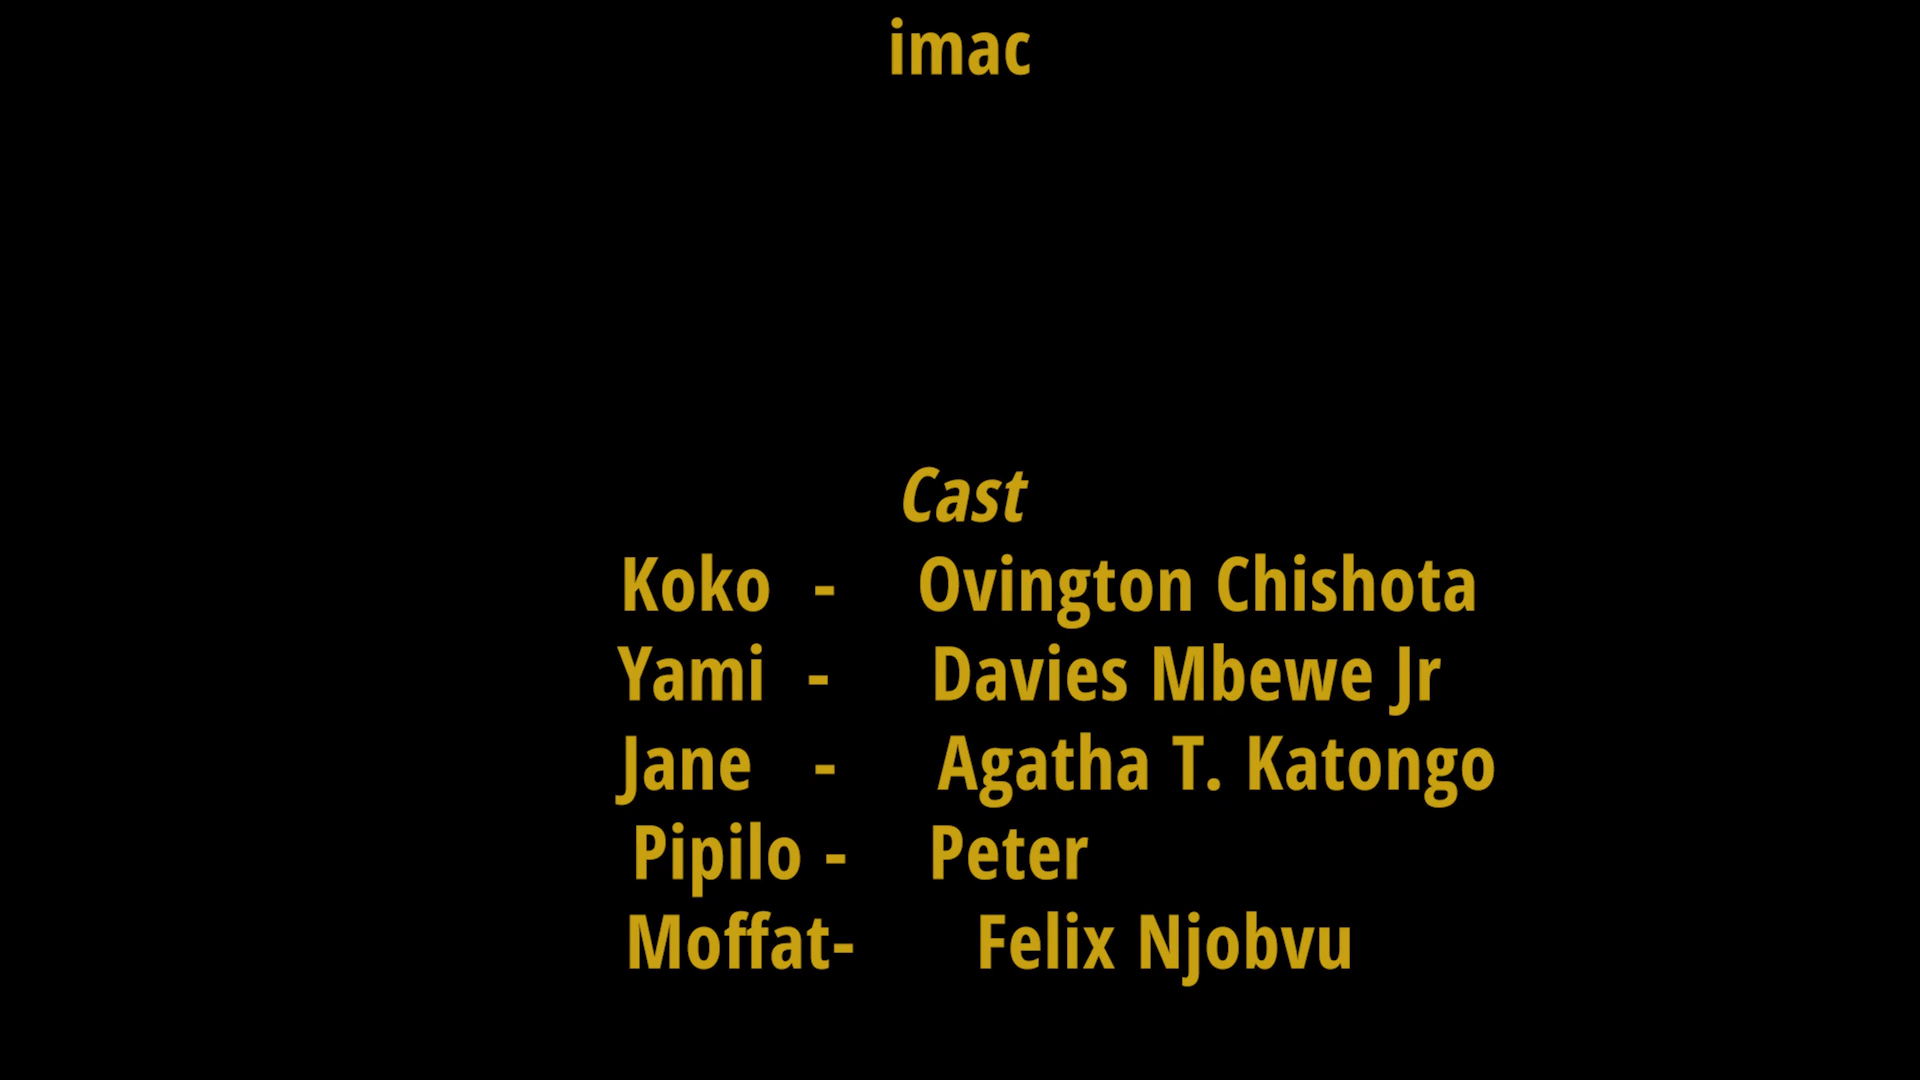 imac
Cast
Koko - Ovington Chishota
Yami - Davies Mbewe Jr
Jane - Agatha T. Katongo
Pipilo - Peter
Moffat- Felix Njobvu